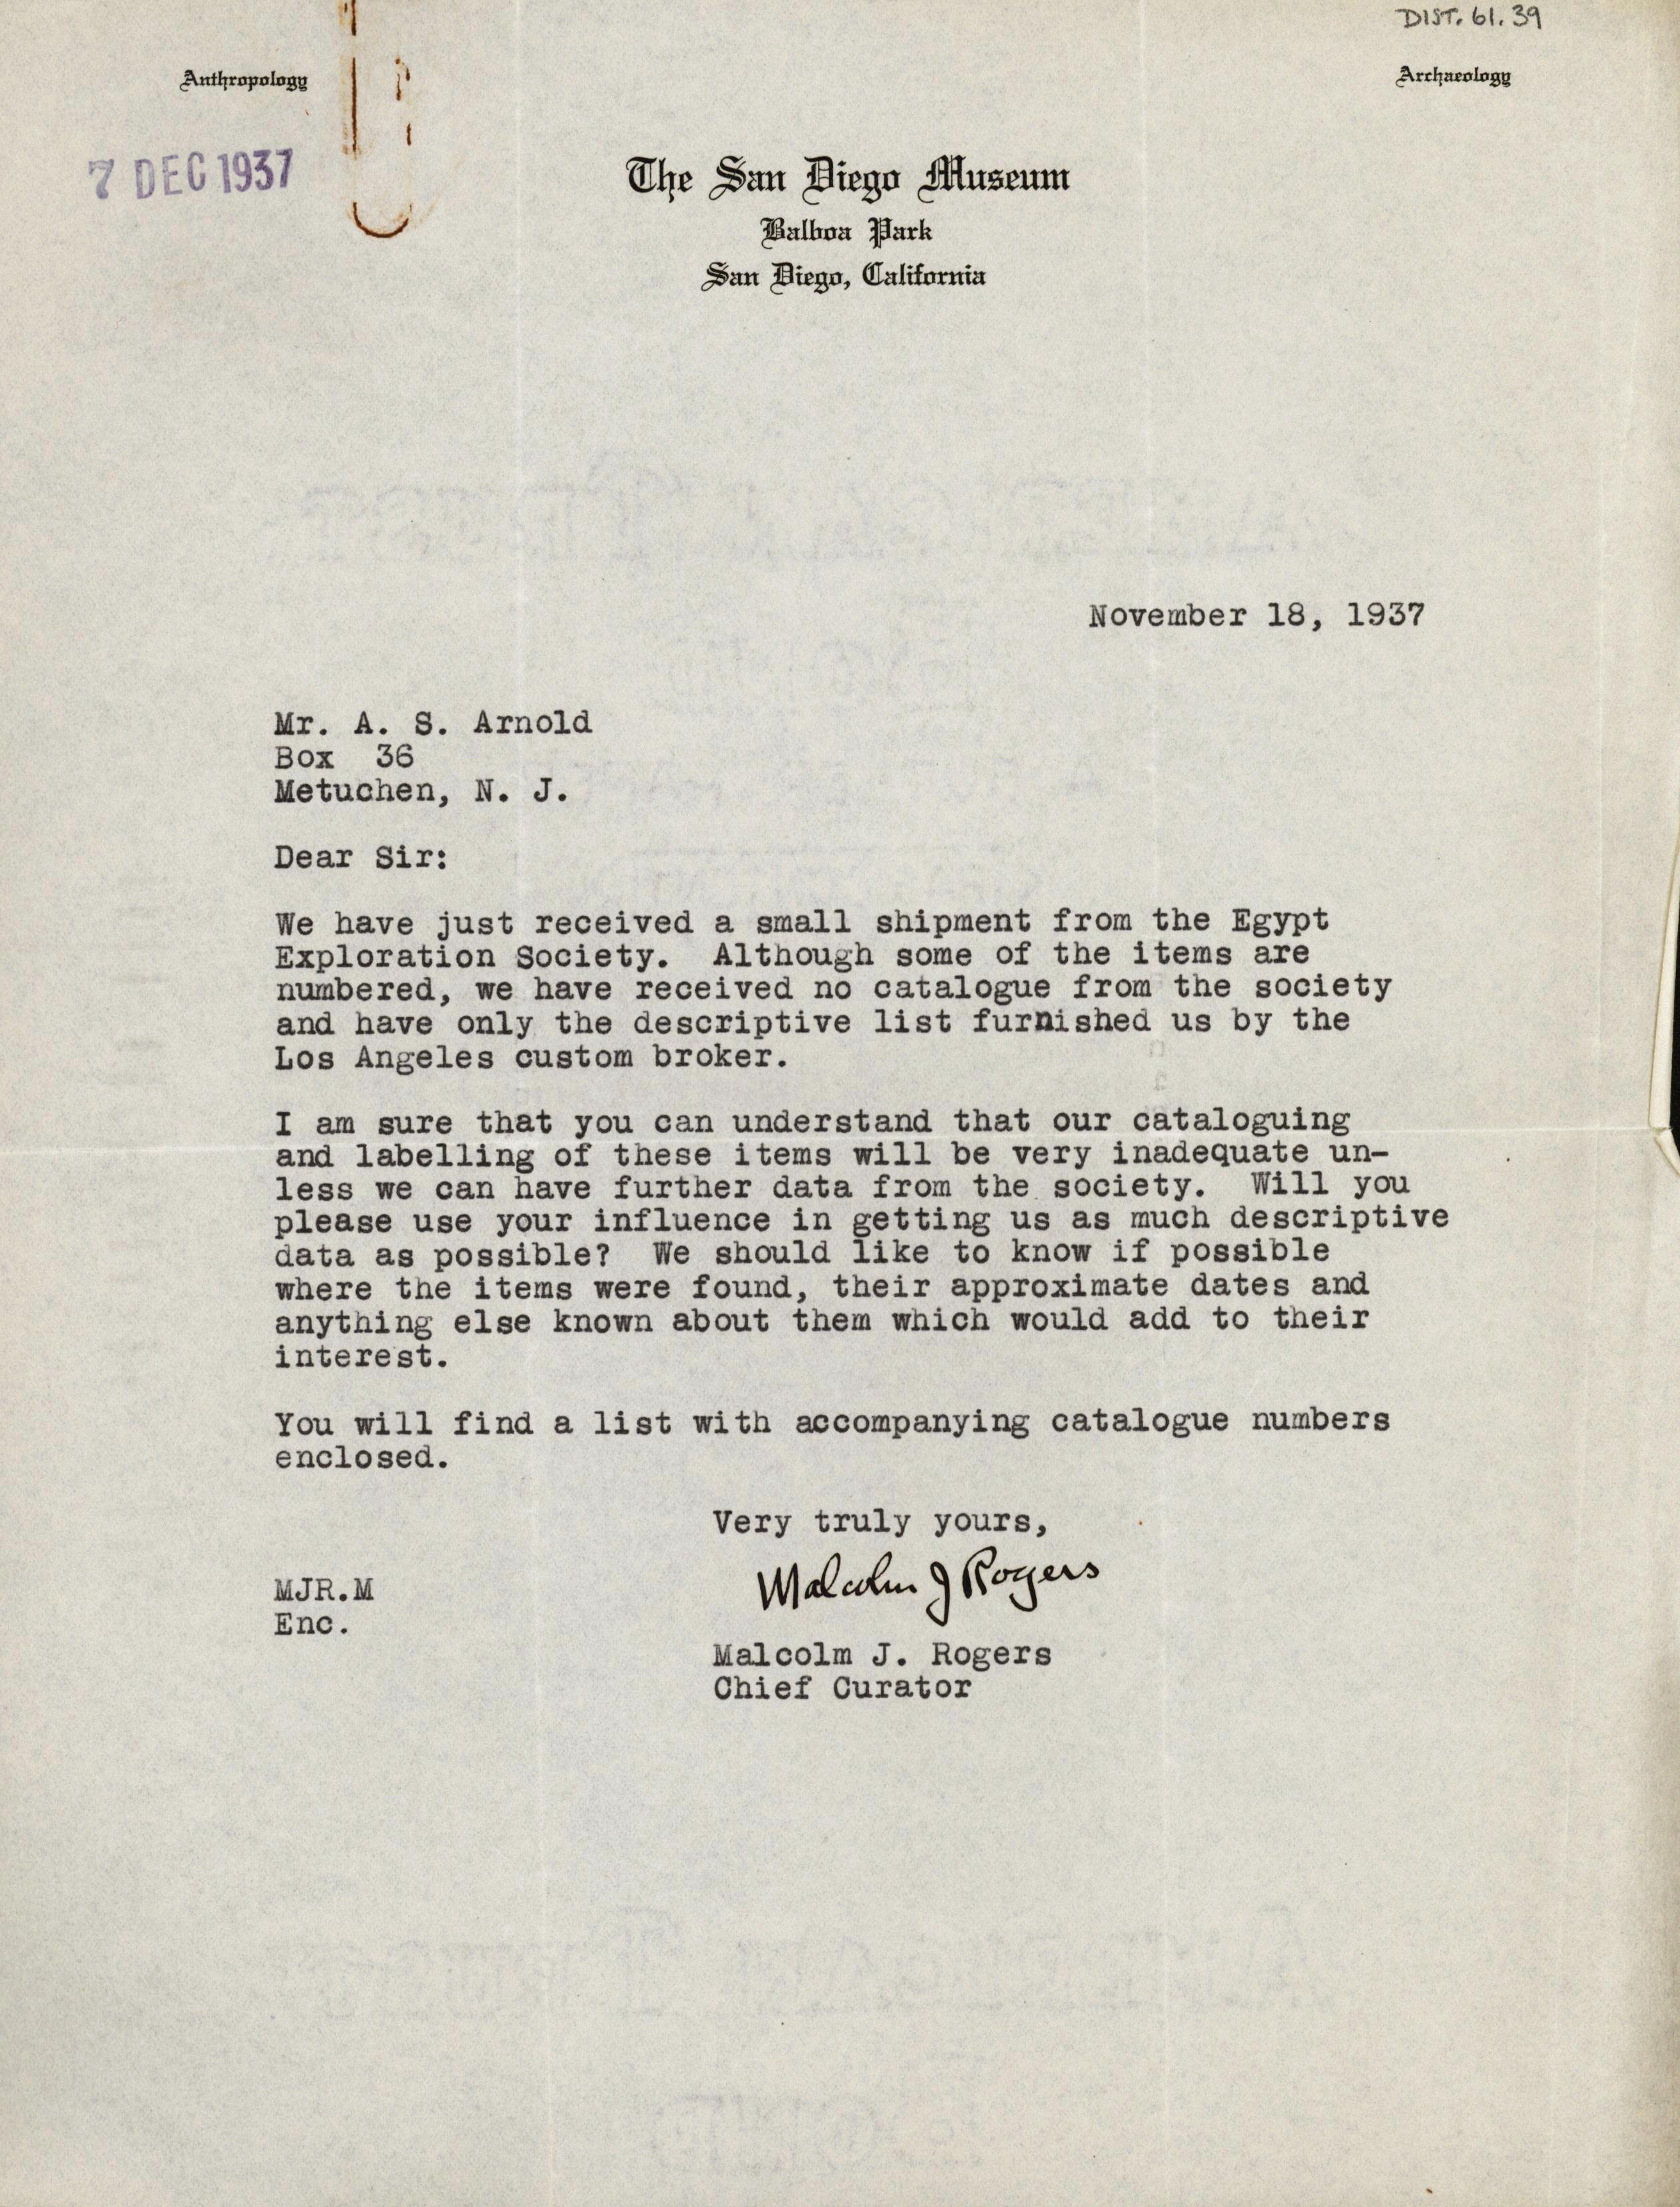 DIST. 61. 39
Anthropology
Archaeology
7 DEC 1937
The San Diego Museum
Balboa Park
San Diego, California
November 18, 1937
Mr. A. S. Arnold
Box 36
Metuchen, N. J.
Dear Sir:
We have just received a small shipment from the Egypt
Exploration Society. Although some of the items are
numbered, we have received no catalogue from the society
and have only the descriptive list furnished us by the
Los Angeles custom broker.
I am sure that you can understand that our cataloguing
and labelling of these items will be very inadequate un-
less we can have further data from the society. Will you
please use your influence in getting us as much descriptive
data as possible? We should like to know if possible
where the items were found, their approximate dates and
anything else known about them which would add to their
interest.
You will find a list with accompanying catalogue numbers
enclosed.
Very truly yours,
Malcolm J Rogers
MJR.M
Enc.
Malcolm J. Rogers
Chief Curator